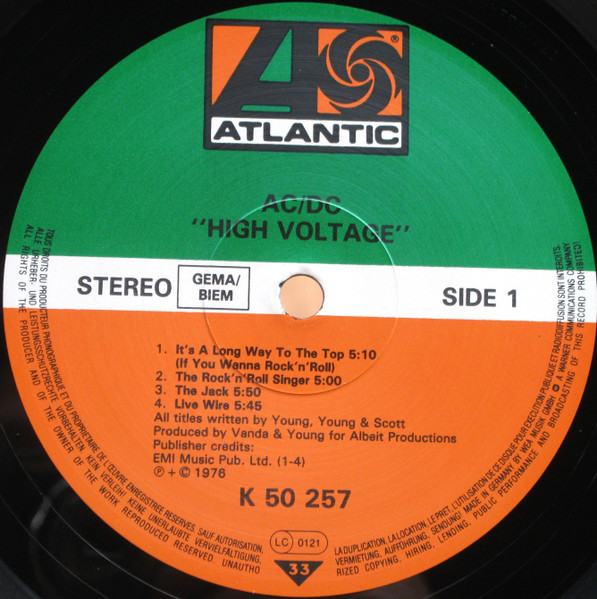 ATLANTIC
®
AC/DC
"HIGH VOLTAGE"
STEREO
GEMA/
BIEM
SIDE 1
1. It's A Long Way To The Top 5:10
(If You Wanna Rock'n'Roll)
2. The Rock'n'Roll Singer 5:00
3. The Jack 5:50
4. Live Wire 5:45
All titles written by Young, Young & Scott
Produced by Vanda & Young for Albeit Productions
Publisher credits:
EMI Music Pub. Ltd. (1-4)
℗ + © 1976
K 50 257
LC 0121
33
TOUS DROITS DU PRODUCTEUR PHONOGRAPHIQUE ET DU PROPRIETAIRE DE L'ŒUVRE ENREGISTREE RESERVES. SAUF AUTORISATION, LA DUPLICATION, LA LOCATION, LE PRET, L'UTILISATION DE CE DISQUE POUR EXECUTION PUBLIQUE ET RADIODIFFUSION SONT INTERDITS.
ALLE URHEBER- UND LEISTUNGSSCHUTZRECHTE VORBEHALTEN. KEIN VERLEIH! KEINE UNERLAUBTE VERVIELFÄLTIGUNG, VERMIETUNG, AUFFÜHRUNG, SENDUNG! MADE IN GERMANY BY WEA MUSIK GMBH A WARNER COMMUNICATIONS COMPANY
ALL RIGHTS OF THE PRODUCER AND OF THE OWNER OF THE WORK REPRODUCED RESERVED. UNAUTHORIZED COPYING, HIRING, LENDING, PUBLIC PERFORMANCE AND BROADCASTING OF THIS RECORD PROHIBITED!